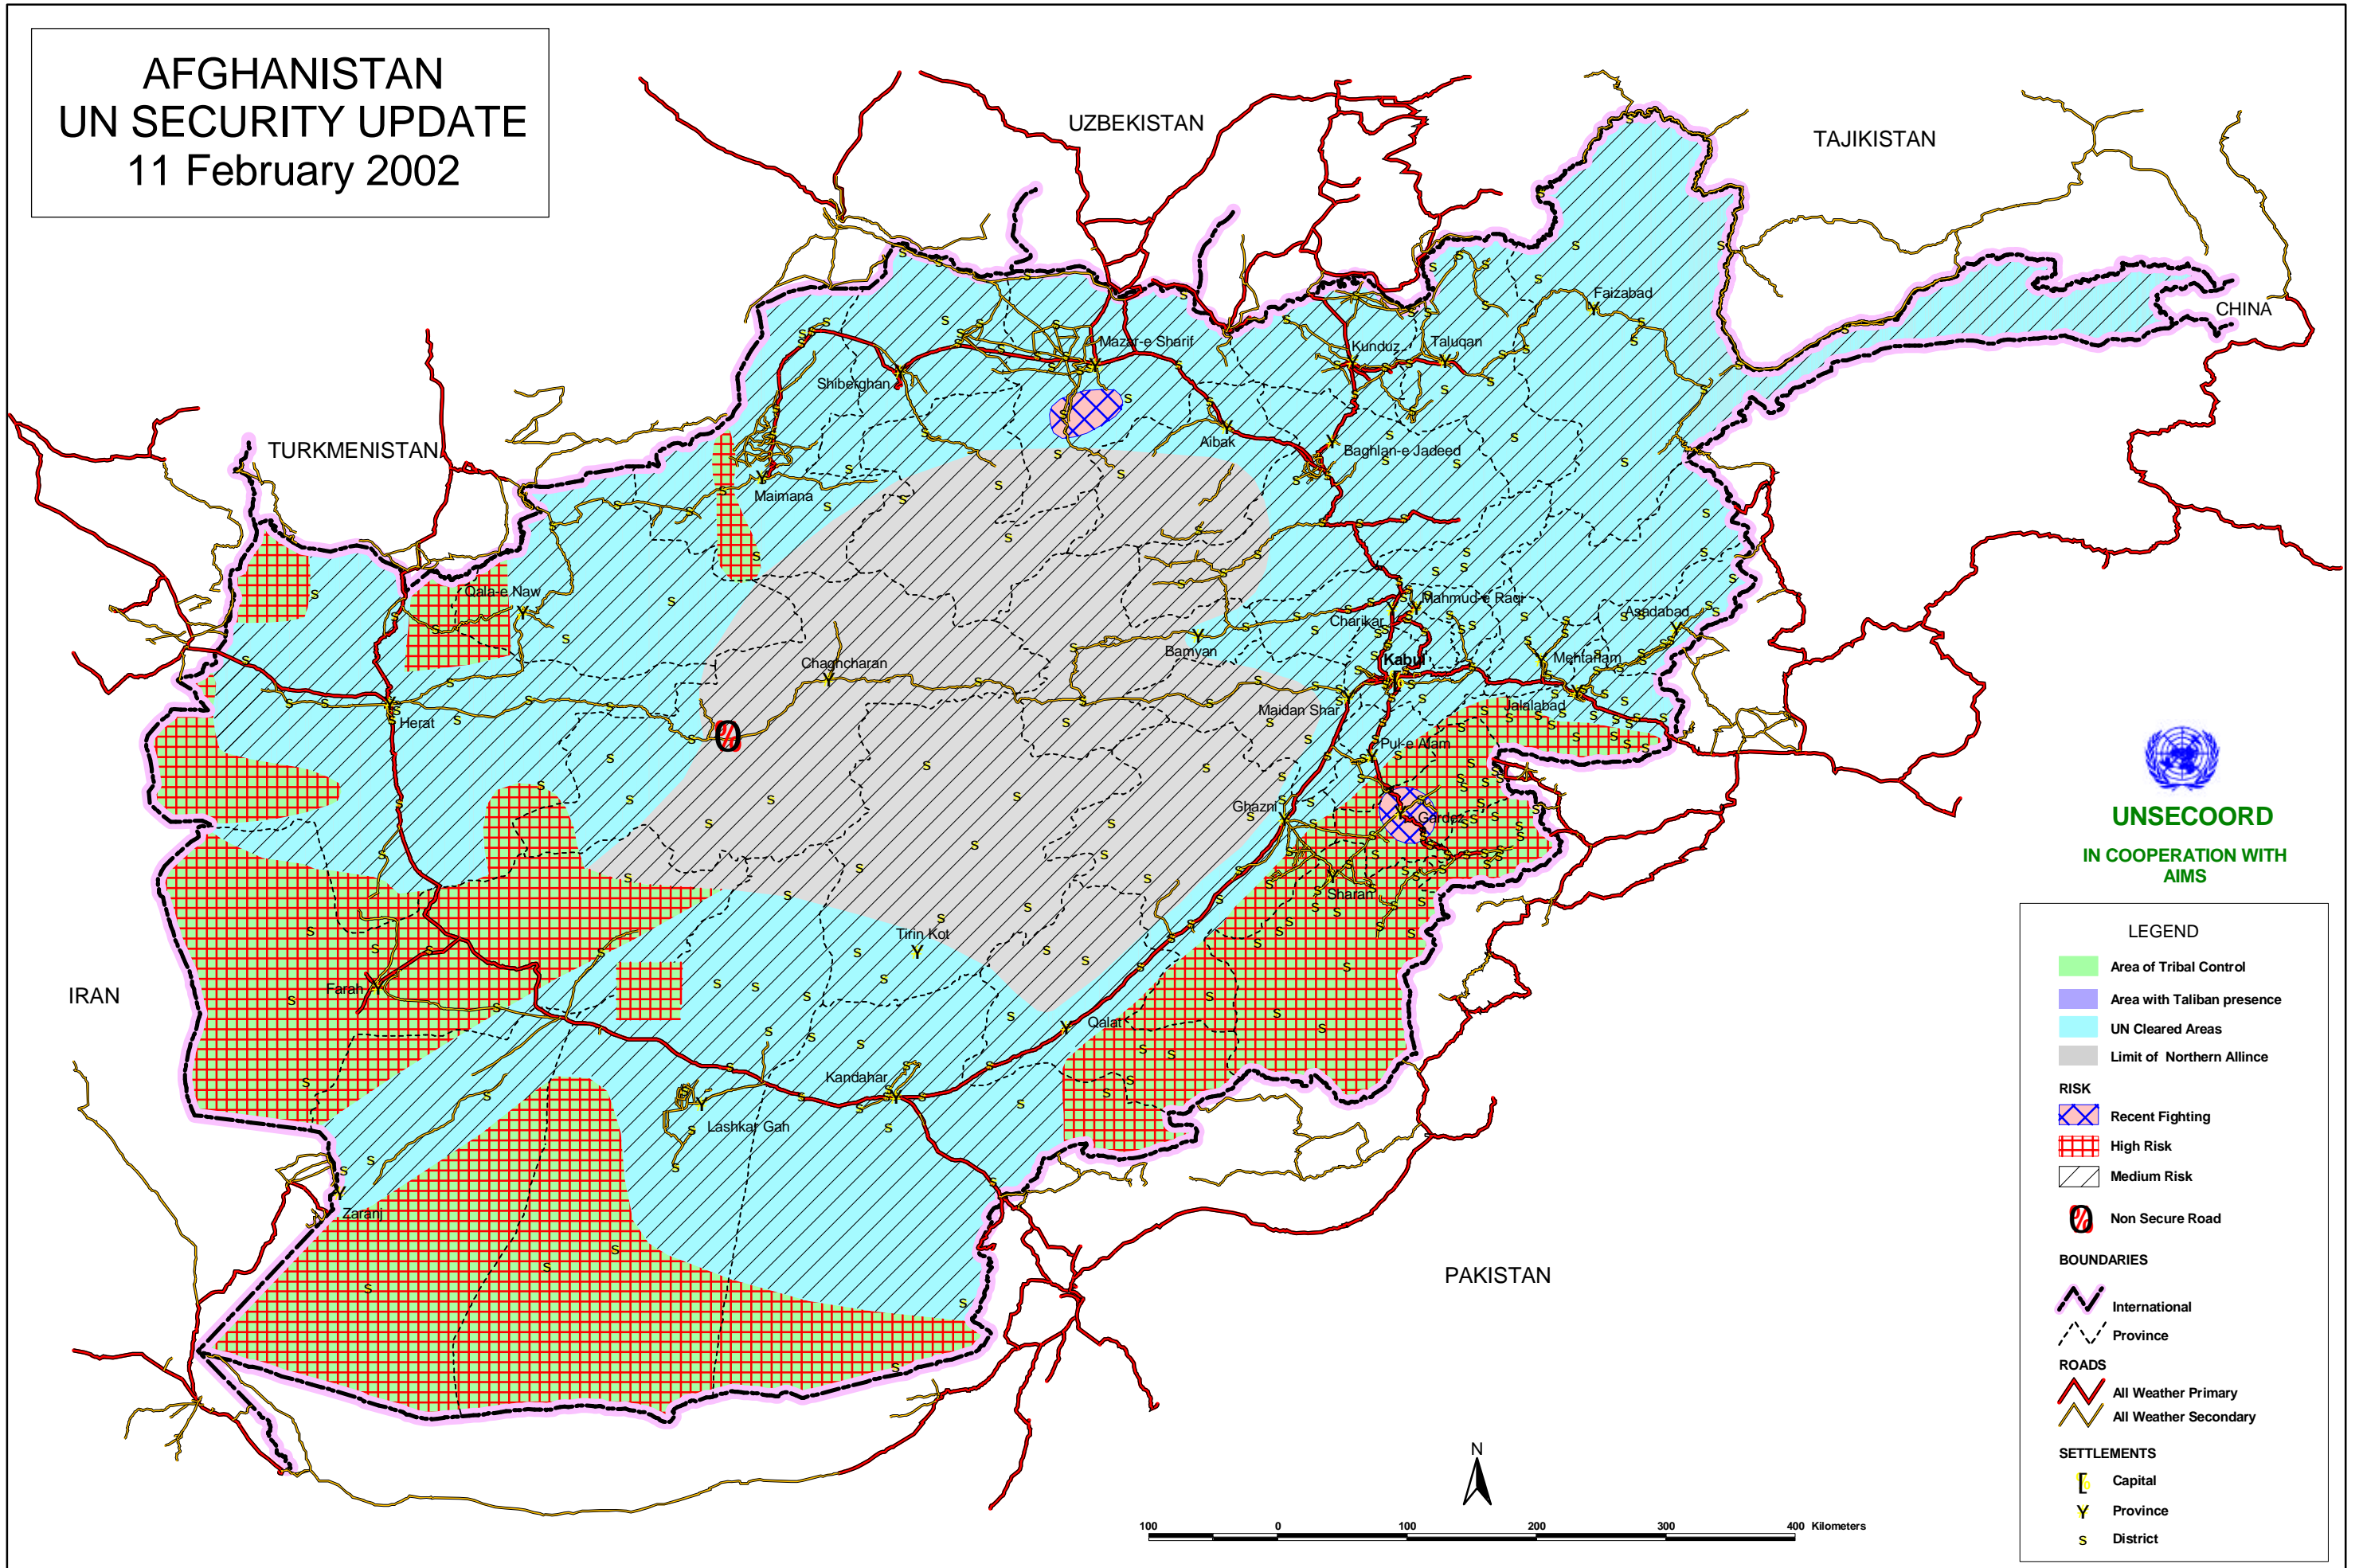 AFGHANISTAN
UN SECURITY UPDATE
11 February 2002
UZBEKISTAN
TAJIKISTAN
CHINA
TURKMENISTAN
IRAN
PAKISTAN
Faizabad
Mazar-e Sharif
Kunduz
Taluqan
Shiberghan
Aibak
Baghlan-e Jadeed
Maimana
Qala-e Naw
Mahmud-e Raqi
Asadabad
Charikar
Bamyan
Kabul
Mehtarlam
Chaghcharan
Herat
Maidan Shar
Jalalabad
Pul-e Alam
Ghazni
Gardez
Sharan
Tirin Kot
Farah
Qalat
Kandahar
Lashkar Gah
Zaranj
UNSECOORD
IN COOPERATION WITH
AIMS
LEGEND
Area of Tribal Control
Area with Taliban presence
UN Cleared Areas
Limit of Northern Allince
RISK
Recent Fighting
High Risk
Medium Risk
Non Secure Road
BOUNDARIES
International
Province
ROADS
All Weather Primary
All Weather Secondary
SETTLEMENTS
Capital
Y Province
S District
N
100 0 100 200 300 400 Kilometers